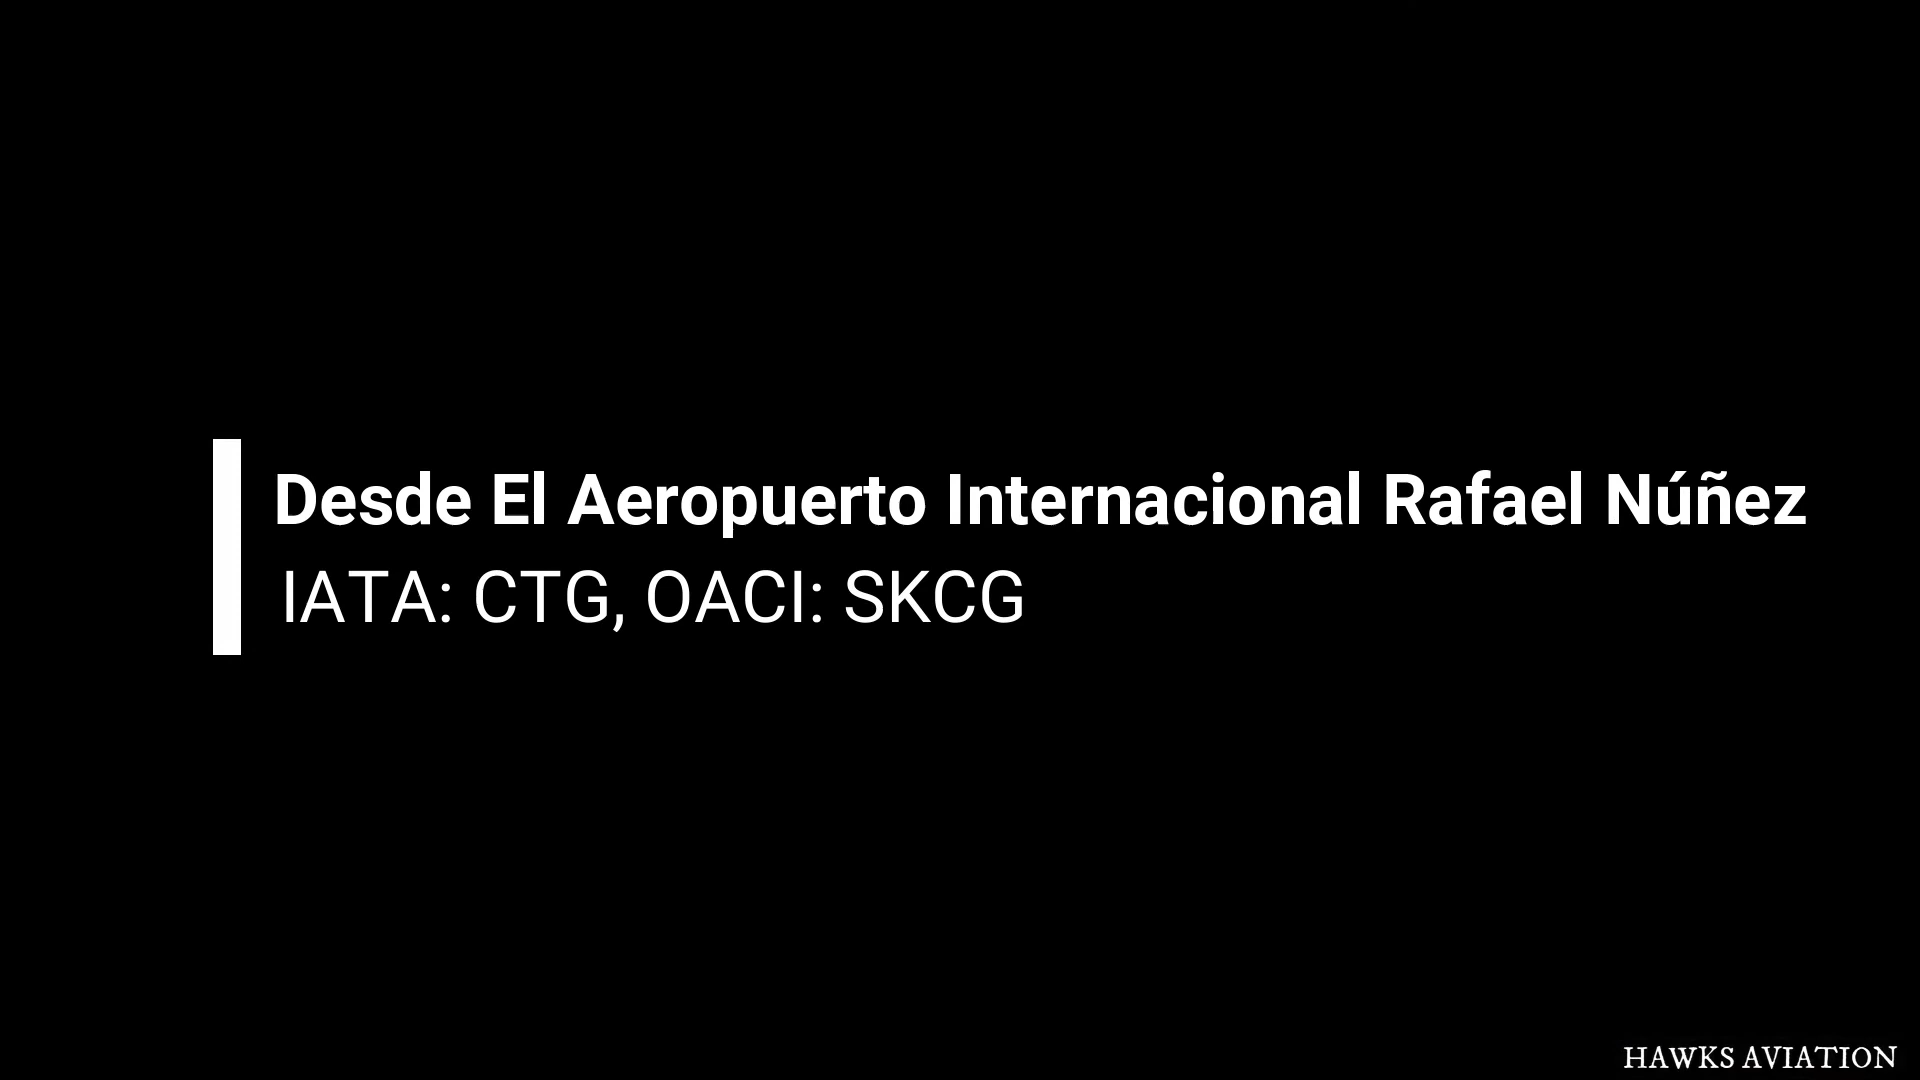 Desde El Aeropuerto Internacional Rafael Núñez
IATA: CTG, OACI: SKCG
HAWKS AVIATION